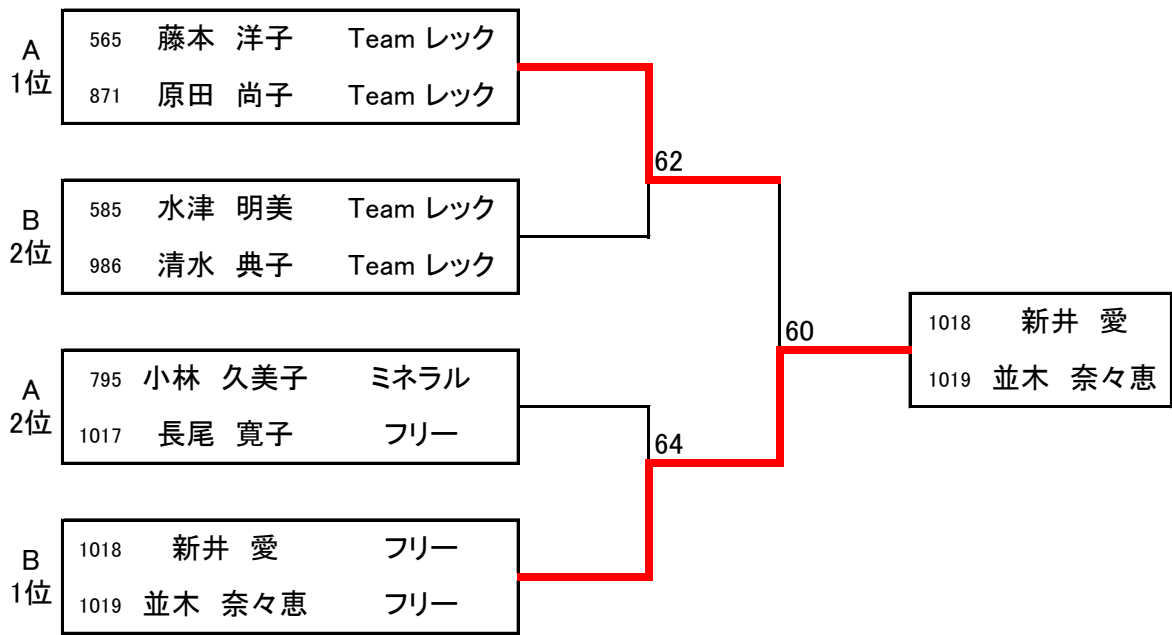 A
1位
565 藤本 洋子 Team レック
871 原田 尚子 Team レック
62
B
2位
585 水津 明美 Team レック
986 清水 典子 Team レック
60
1018 新井 愛
1019 並木 奈々恵
A
2位
795 小林 久美子 ミネラル
1017 長尾 寛子 フリー
64
B
1位
1018 新井 愛 フリー
1019 並木 奈々恵 フリー